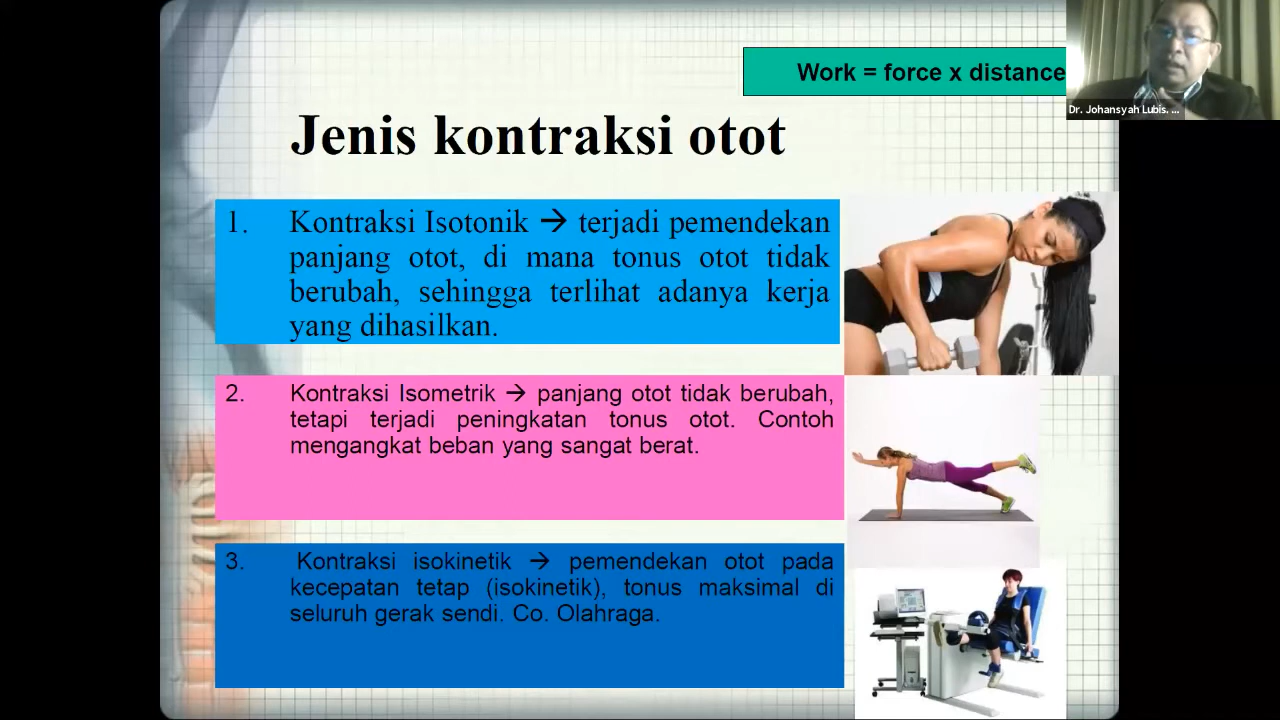 Work = force x distance
Dr. Johansyah Lubis. ...
Jenis kontraksi otot
1. Kontraksi Isotonik → terjadi pemendekan
panjang otot, di mana tonus otot tidak
berubah, sehingga terlihat adanya kerja
yang dihasilkan.
2. Kontraksi Isometrik → panjang otot tidak berubah,
tetapi terjadi peningkatan tonus otot. Contoh
mengangkat beban yang sangat berat.
3. Kontraksi isokinetik → pemendekan otot pada
kecepatan tetap (isokinetik), tonus maksimal di
seluruh gerak sendi. Co. Olahraga.